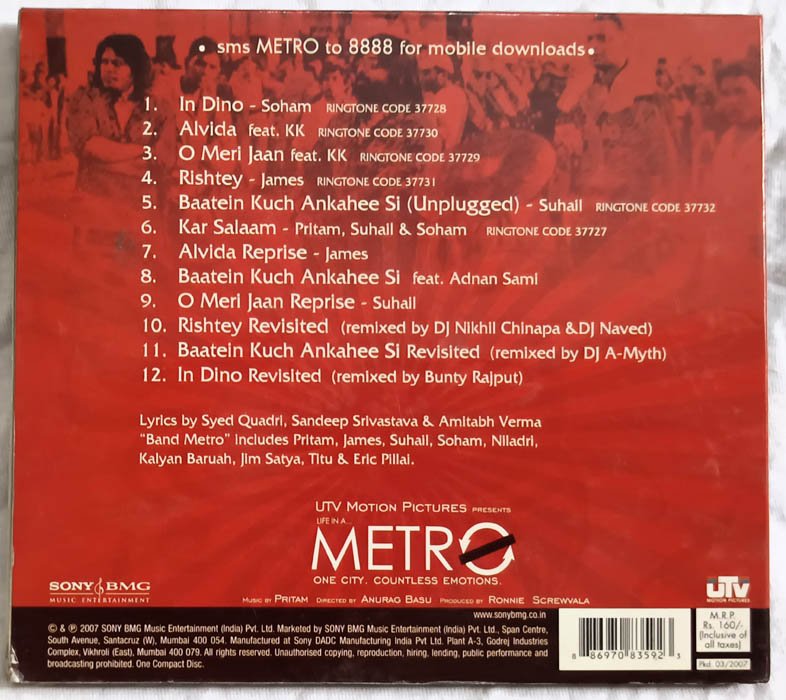 • sms METRO to 8888 for mobile downloads •
1. In Dino - Soham RINGTONE CODE 37728
2. Alvida feat. KK RINGTONE CODE 37730
3. O Meri Jaan feat. KK RINGTONE CODE 37729
4. Rishtey - James RINGTONE CODE 37731
5. Baatein Kuch Ankahee Si (Unplugged) - Suhail RINGTONE CODE 37732
6. Kar Salaam - Pritam, Suhail & Soham RINGTONE CODE 37727
7. Alvida Reprise - James
8. Baatein Kuch Ankahee Si feat. Adnan Sami
9. O Meri Jaan Reprise - Suhail
10. Rishtey Revisited (remixed by DJ Nikhil Chinapa &DJ Naved)
11. Baatein Kuch Ankahee Si Revisited (remixed by DJ A-Myth)
12. In Dino Revisited (remixed by Bunty Rajput)
Lyrics by Syed Quadri, Sandeep Srivastava & Amitabh Verma
"Band Metro" includes Pritam, James, Suhail, Soham, Niladri,
Kalyan Baruah, Jim Satya, Titu & Eric Pillai.
UTV MOTION PICTURES PRESENTS
LIFE IN A...
METRO
ONE CITY. COUNTLESS EMOTIONS.
MUSIC BY PRITAM DIRECTED BY ANURAG BASU PRODUCED BY RONNIE SCREWVALA
SONY BMG
MUSIC ENTERTAINMENT
UTV
MOTION PICTURES
www.sonybmg.co.in
© & ℗ 2007 SONY BMG Music Entertainment (India) Pvt. Ltd. Marketed by SONY BMG Music Entertainment (India) Pvt. Ltd., Span Centre,
South Avenue, Santacruz (W), Mumbai 400 054. Manufactured at Sony DADC Manufacturing India Pvt. Ltd. Plant A-3, Godrej Industries
Complex, Vikhroli (East), Mumbai 400 079. All rights reserved. Unauthorised copying, reproduction, hiring, lending, public performance and
broadcasting prohibited. One Compact Disc.
8 86970 83592 3
M.R.P.
Rs. 160/-
(Inclusive of
all taxes)
Pkd 03/2007